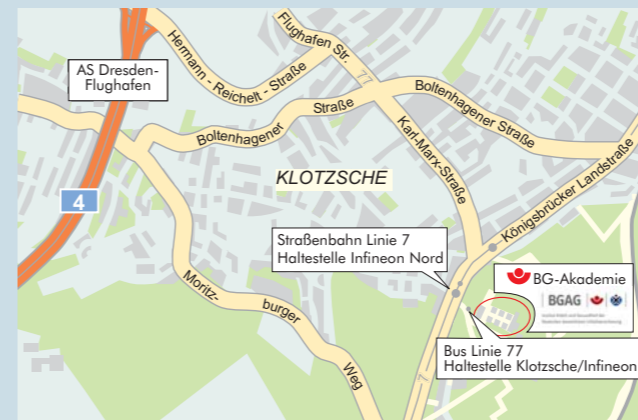 Flughafen Str.
Hermann - Reichelt - Straße
AS Dresden-
Flughafen
77
Boltenhagener
Straße
Boltenhagener Straße
Karl-Marx-Straße
Königsbrücker Landstraße
KLOTZSCHE
4
Straßenbahn Linie 7
Haltestelle Infineon Nord
BG-Akademie
BGAG
Moritz-
burger
Weg
7
Bus Linie 77
Haltestelle Klotzsche/Infineon